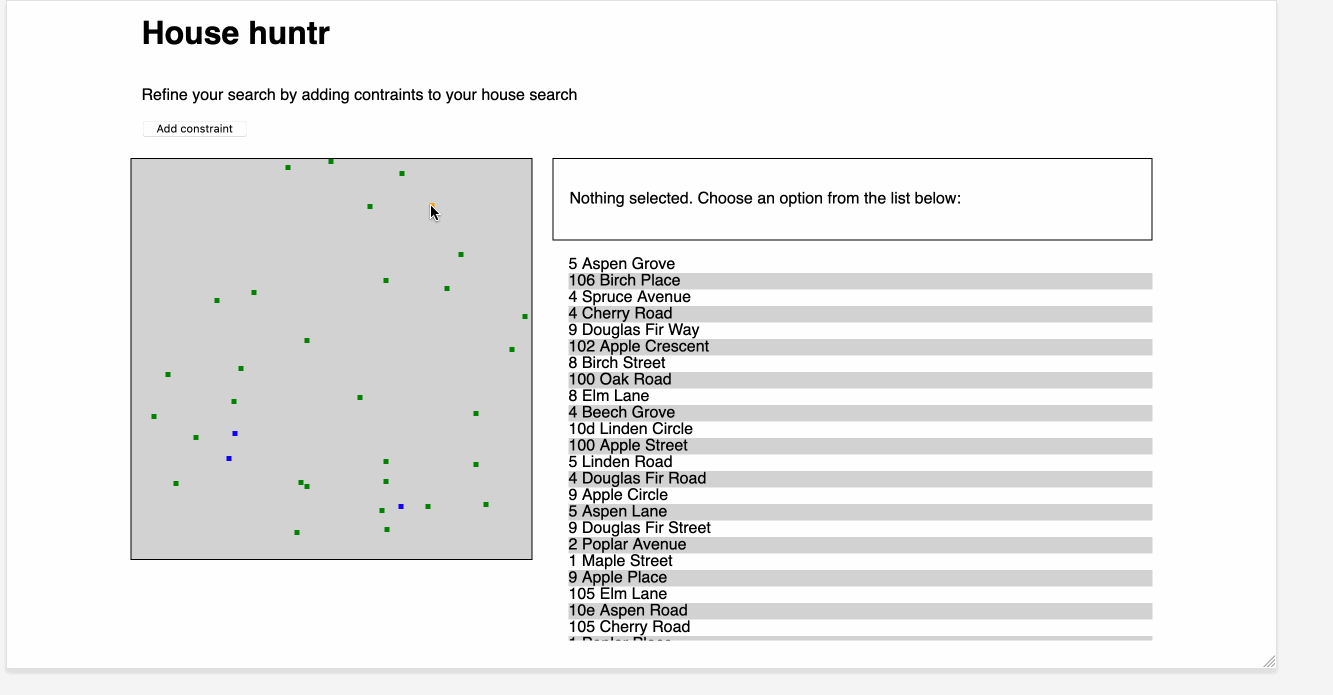 House huntr
Refine your search by adding contraints to your house search
Add constraint
Nothing selected. Choose an option from the list below:
5 Aspen Grove
106 Birch Place
4 Spruce Avenue
4 Cherry Road
9 Douglas Fir Way
102 Apple Crescent
8 Birch Street
100 Oak Road
8 Elm Lane
4 Beech Grove
10d Linden Circle
100 Apple Street
5 Linden Road
4 Douglas Fir Road
9 Apple Circle
5 Aspen Lane
9 Douglas Fir Street
2 Poplar Avenue
1 Maple Street
9 Apple Place
105 Elm Lane
10e Aspen Road
105 Cherry Road